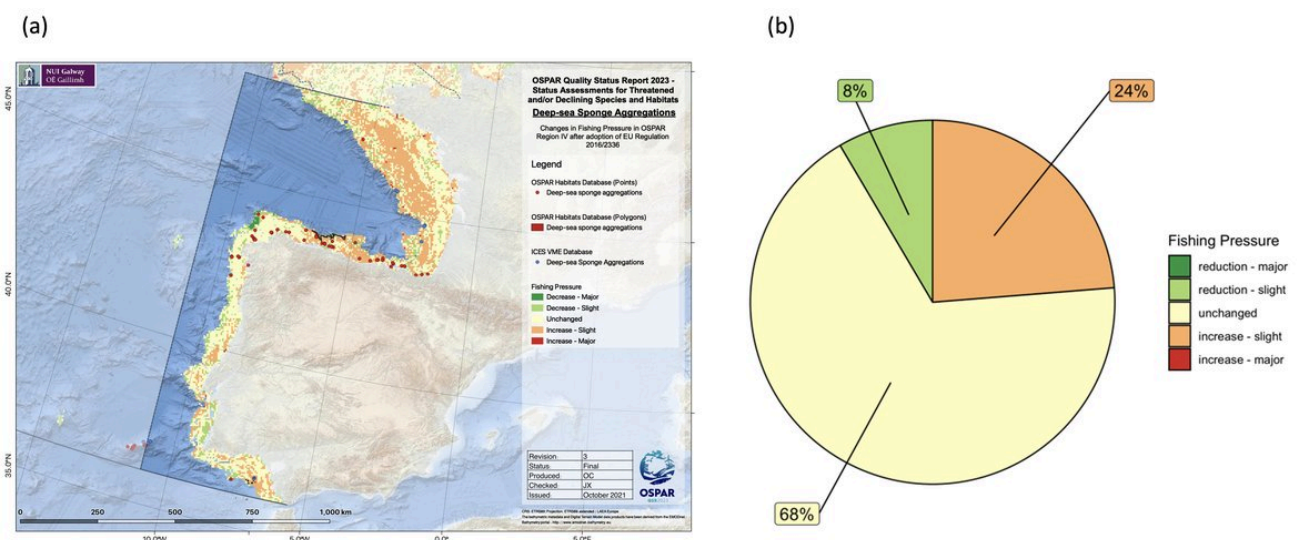 (a)
(b)
NUI Galway
OÉ Gaillimh
OSPAR Quality Status Report 2023 -
Status Assessments for Threatened
and/or Declining Species and Habitats
Deep-sea Sponge Aggregations
Changes in Fishing Pressure in OSPAR
Region IV after adoption of EU Regulation
2016/2336
Legend
OSPAR Habitats Database (Points)
Deep-sea sponge aggregations
OSPAR Habitats Database (Polygons)
Deep-sea sponge aggregations
ICES VME Database
Deep-sea Sponge Aggregations
Fishing Pressure
Decrease - Major
Decrease - Slight
Unchanged
Increase - Slight
Increase - Major
Revision: 3
Status: Final
Produced: OC
Checked: JX
Issued: October 2021
OSPAR
45.0°N
40.0°N
35.0°N
0 250 500 750 1,000 km
10.0°W 5.0°W 0.0° 5.0°E
8%
24%
68%
Fishing Pressure
reduction - major
reduction - slight
unchanged
increase - slight
increase - major